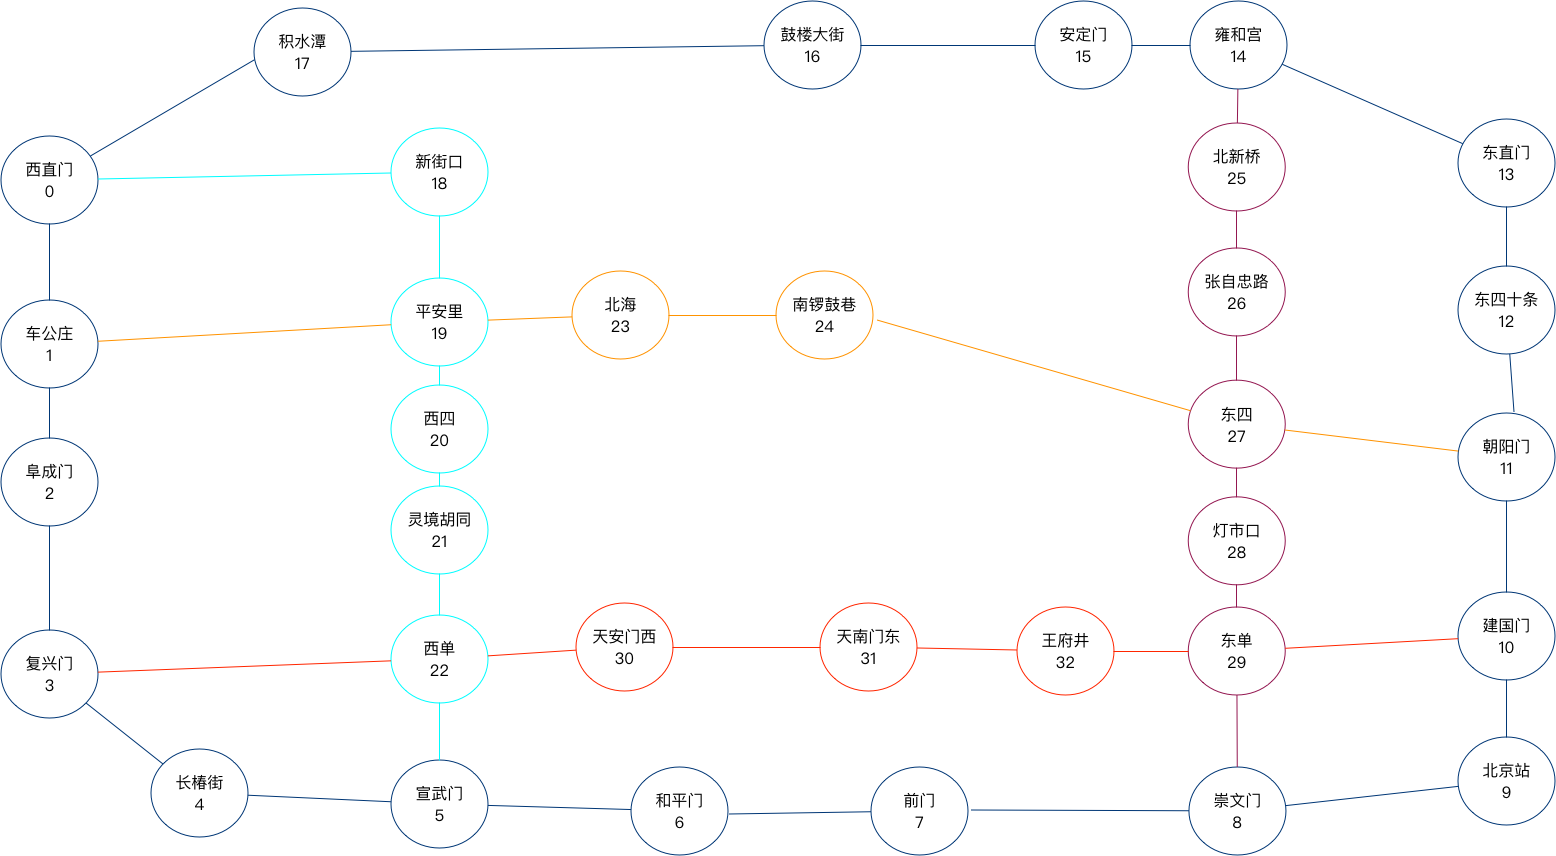 积水潭
17
鼓楼大街
16
安定门
15
雍和宫
14
西直门
0
新街口
18
北新桥
25
东直门
13
车公庄
1
平安里
19
北海
23
南锣鼓巷
24
张自忠路
26
东四十条
12
阜成门
2
西四
20
东四
27
朝阳门
11
灵境胡同
21
灯市口
28
复兴门
3
西单
22
天安门西
30
天南门东
31
王府井
32
东单
29
建国门
10
长椿街
4
宣武门
5
和平门
6
前门
7
崇文门
8
北京站
9